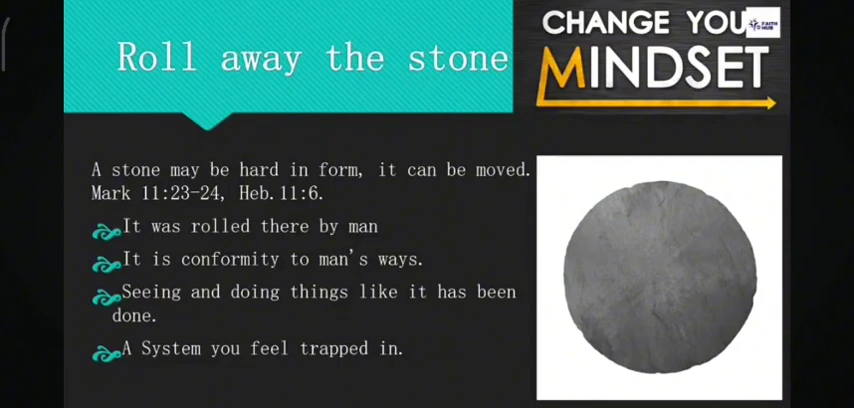 Roll away the stone
CHANGE YOU
FAITH
HUB
MINDSET
A stone may be hard in form, it can be moved.
Mark 11:23-24, Heb.11:6.
It was rolled there by man
It is conformity to man's ways.
Seeing and doing things like it has been
done.
A System you feel trapped in.